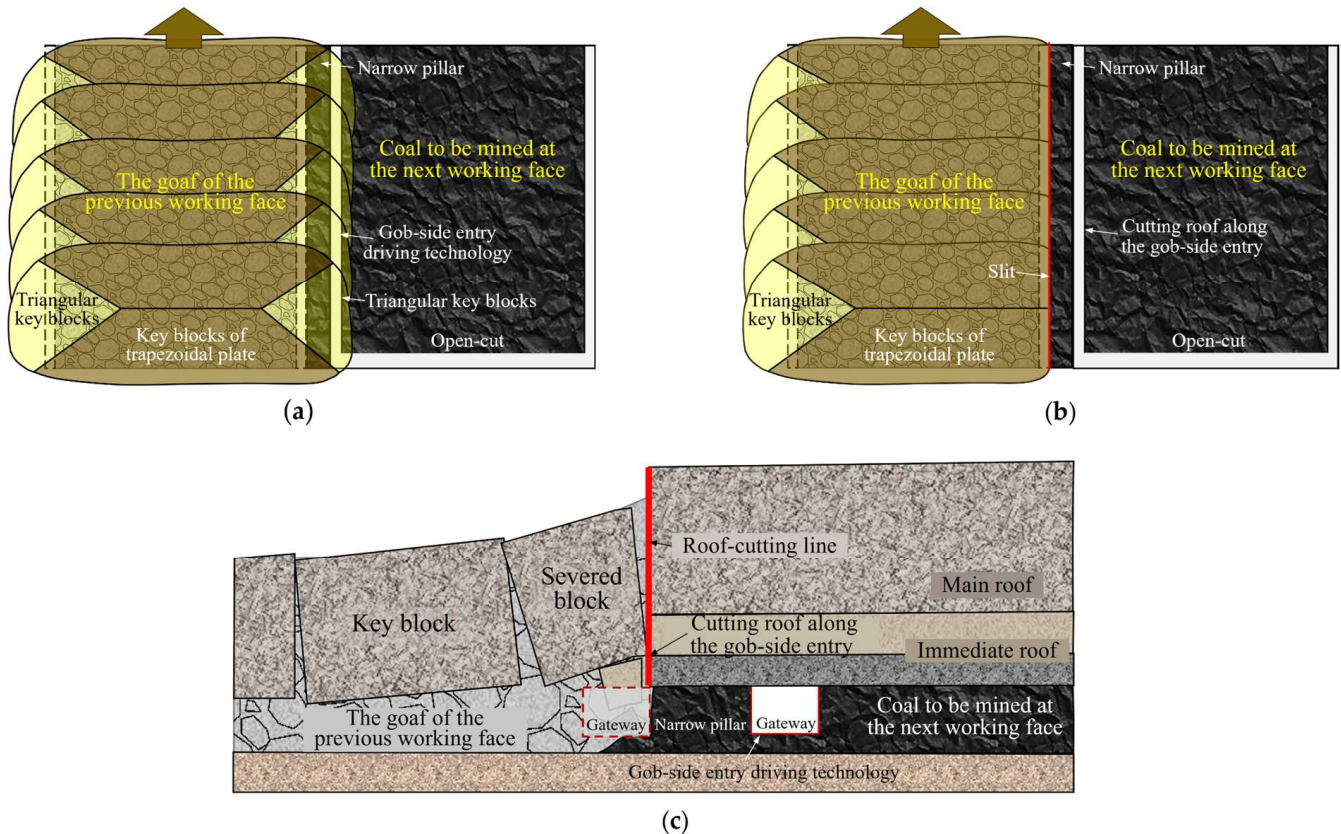 Narrow pillar
Coal to be mined at
the next working face
The goaf of the
previous working face
Gob-side entry
driving technology
Triangular
key blocks
Triangular key blocks
Key blocks of
trapezoidal plate
Open-cut
(a)
Narrow pillar
Coal to be mined at
the next working face
The goaf of the
previous working face
Cutting roof along
the gob-side entry
Slit
Triangular
key blocks
Key blocks of
trapezoidal plate
Open-cut
(b)
Roof-cutting line
Main roof
Severed
block
Key block
Cutting roof along
the gob-side entry
Immediate roof
The goaf of the
previous working face
Gateway
Narrow pillar
Gateway
Coal to be mined at
the next working face
Gob-side entry driving technology
(c)